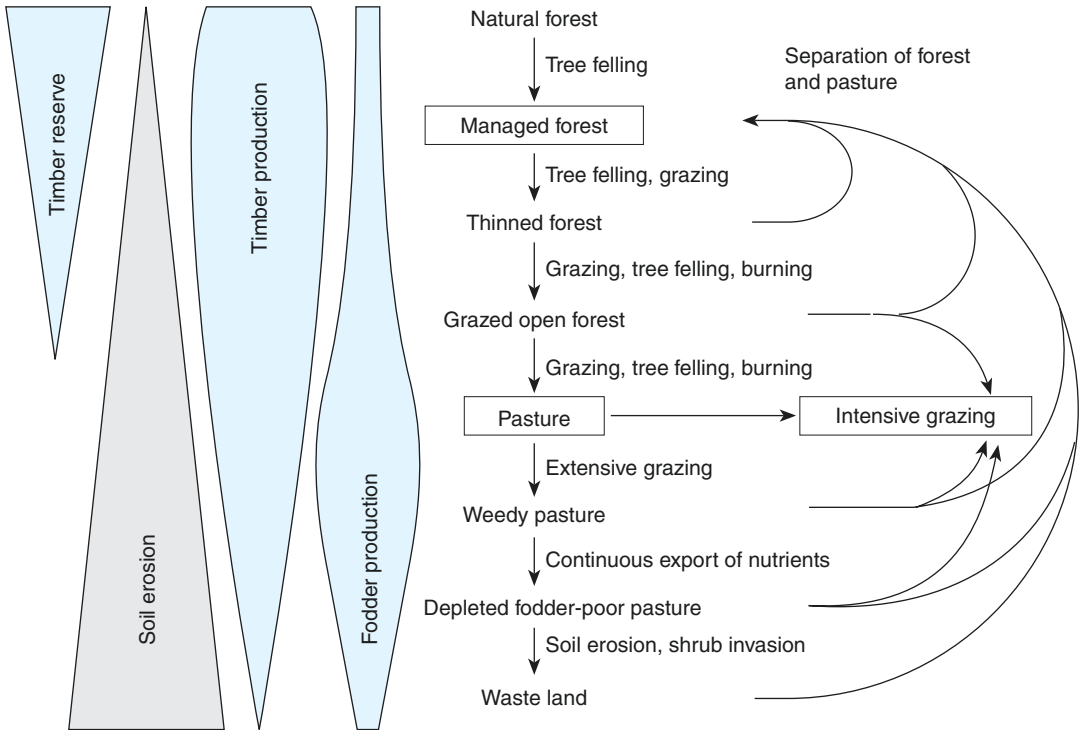 Timber reserve
Soil erosion
Timber production
Fodder production
Natural forest
Tree felling
Managed forest
Tree felling, grazing
Thinned forest
Grazing, tree felling, burning
Grazed open forest
Grazing, tree felling, burning
Pasture
Extensive grazing
Weedy pasture
Continuous export of nutrients
Depleted fodder-poor pasture
Soil erosion, shrub invasion
Waste land
Separation of forest
and pasture
Intensive grazing